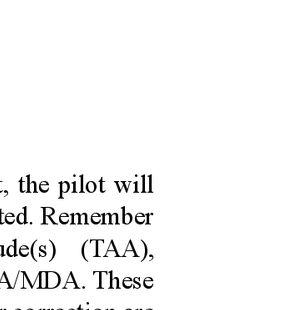 , the pilot will
ted. Remember
ude(s) (TAA),
A/MDA. These
r correction are